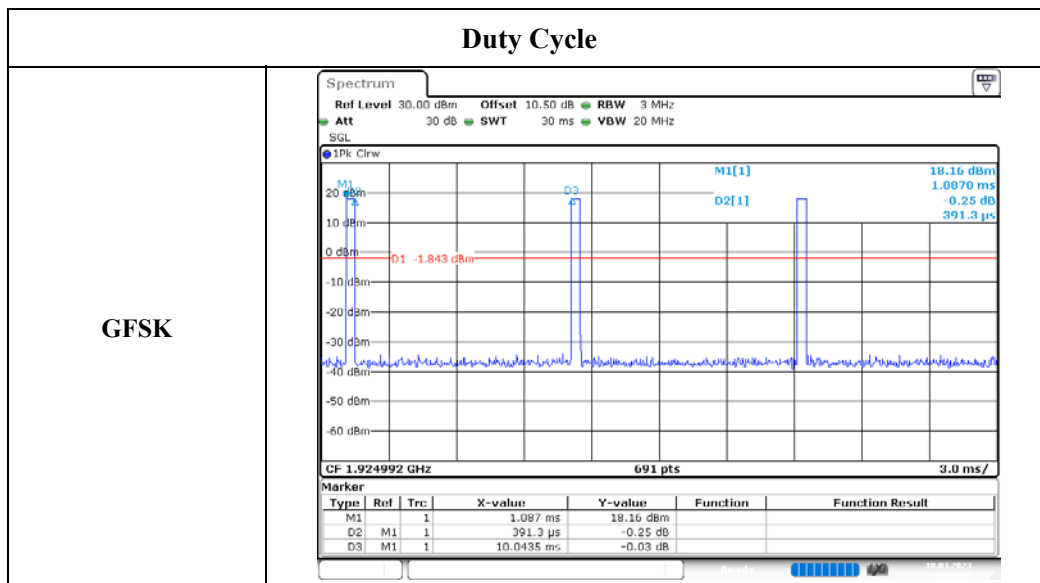 Duty Cycle
GFSK
Spectrum
Ref Level 30.00 dBm Offset 10.50 dB RBW 3 MHz
Att 30 dB SWT 30 ms VBW 20 MHz
SGL
1Pk Clrw
M1[1] 18.16 dBm
1.0870 ms
D2[1] -0.25 dB
391.3 µs
M1
D3
20 dBm
10 dBm
0 dBm
D1 -1.843 dBm
-10 dBm
-20 dBm
-30 dBm
-40 dBm
-50 dBm
-60 dBm
CF 1.924992 GHz 691 pts 3.0 ms/
Marker
Type Ref Trc X-value Y-value Function Function Result
M1 1 1.087 ms 18.16 dBm
D2 M1 1 391.3 µs -0.25 dB
D3 M1 1 10.0435 ms -0.03 dB